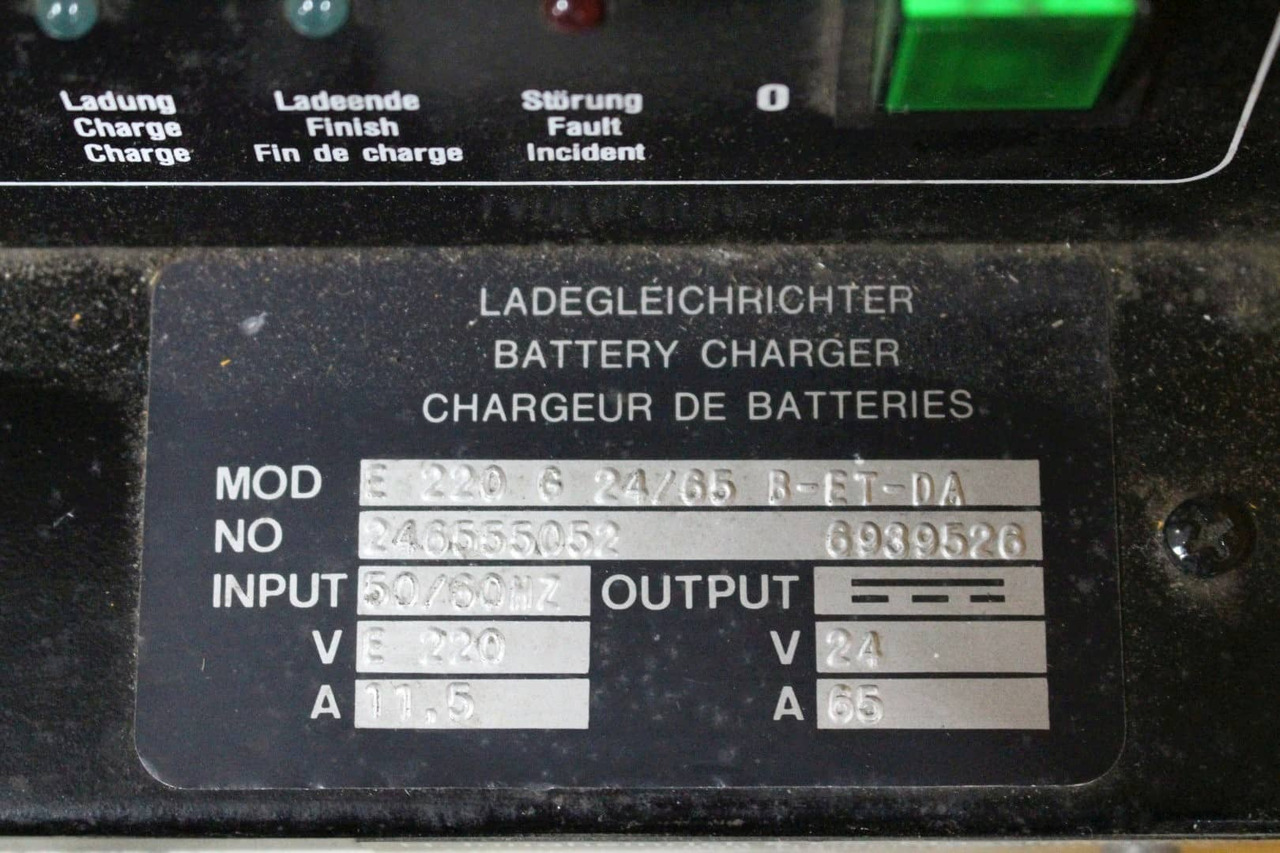 Ladung Ladeende Störung 0
Charge Finish Fault
Charge Fin de charge Incident
LADEGLEICHRICHTER
BATTERY CHARGER
CHARGEUR DE BATTERIES
MOD E 220 G 24/65 B-ET-DA
NO 246555052 6939526
INPUT 50/60HZ OUTPUT
V E 220 V 24
A 11,5 A 65